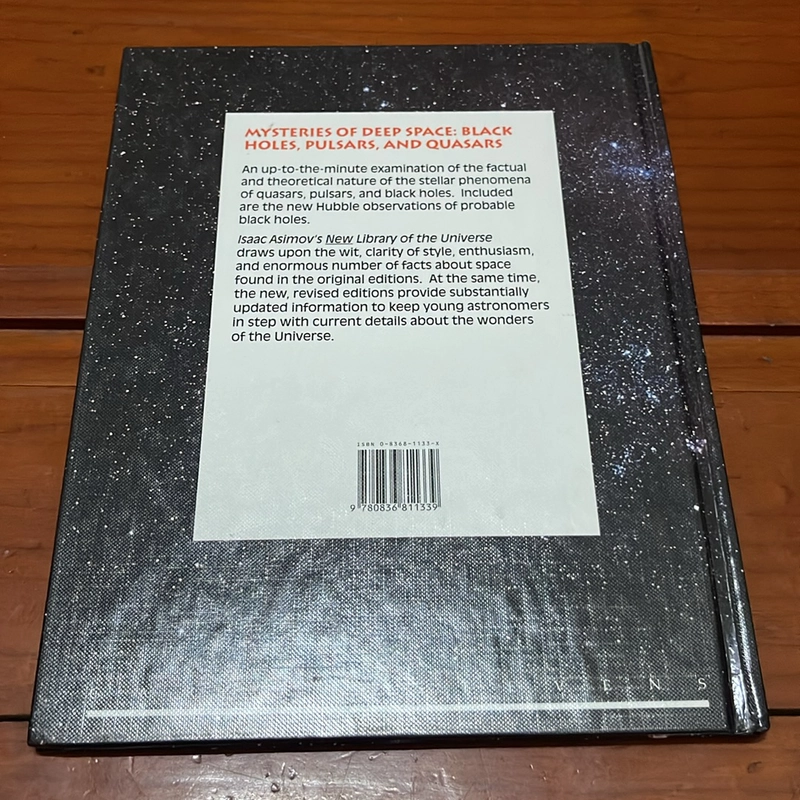 MYSTERIES OF DEEP SPACE: BLACK
HOLES, PULSARS, AND QUASARS
An up-to-the-minute examination of the factual
and theoretical nature of the stellar phenomena
of quasars, pulsars, and black holes. Included
are the new Hubble observations of probable
black holes.
Isaac Asimov's New Library of the Universe
draws upon the wit, clarity of style, enthusiasm,
and enormous number of facts about space
found in the original editions. At the same time,
the new, revised editions provide substantially
updated information to keep young astronomers
in step with current details about the wonders
of the Universe.
ISBN 0-8368-1133-X
9 780836 811339